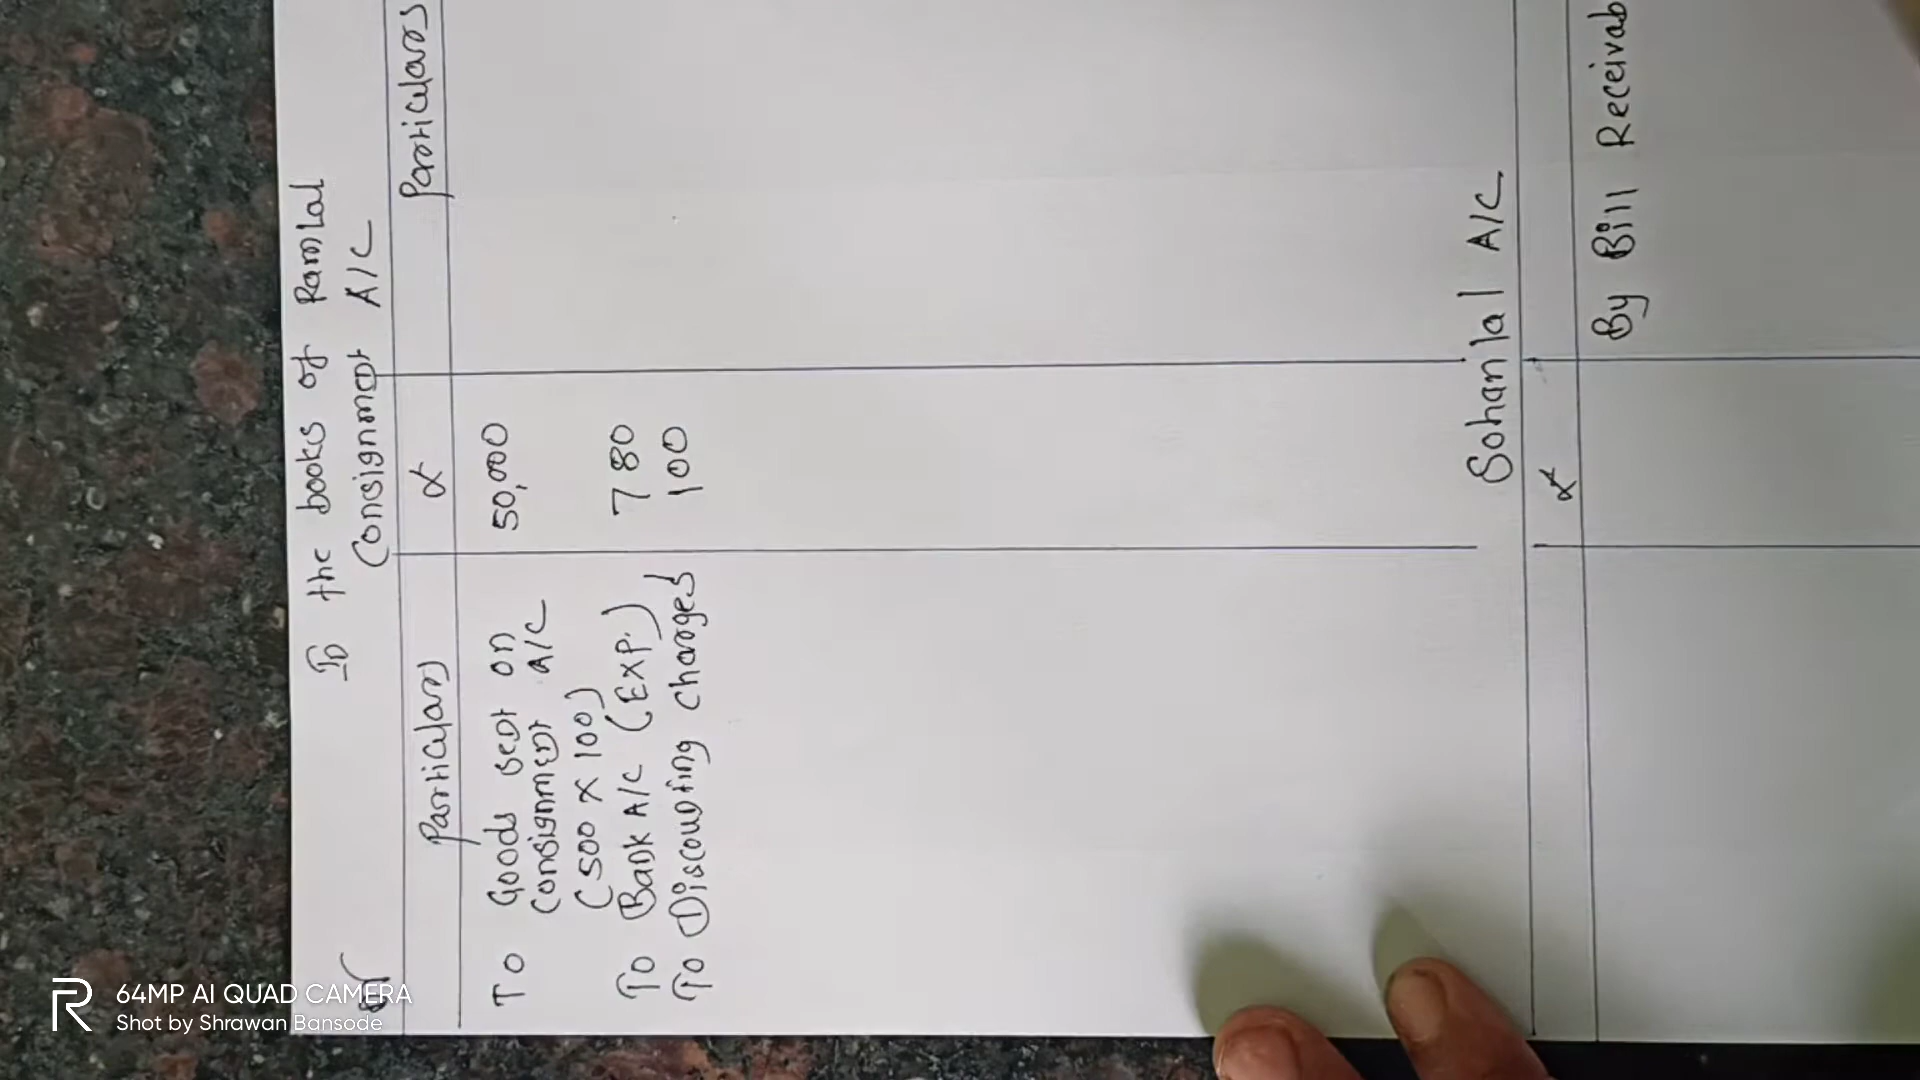 In the books of Ramlal
Consignment A/C
Dr
Particulars ₹ Particulars
To Goods sent on 50,000
Consignment A/C
(500 x 100)
To Bank A/C (Exp.) 780
To Discounting charges 100
Sohanlal A/C
₹
By Bill Receivab
64MP AI QUAD CAMERA
Shot by Shrawan Bansode